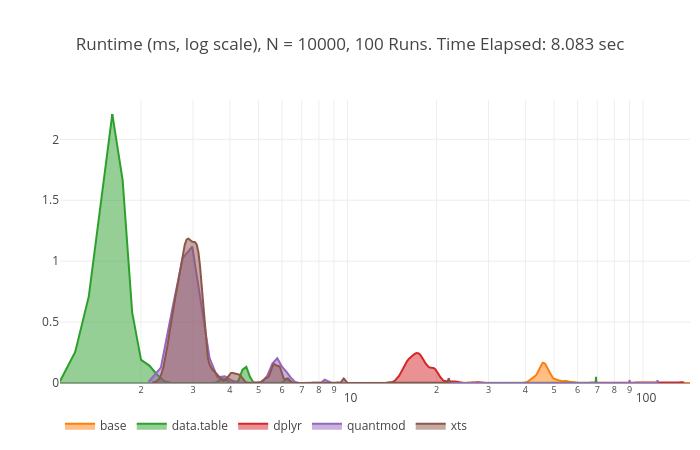 Runtime (ms, log scale), N = 10000, 100 Runs. Time Elapsed: 8.083 sec
2
1.5
1
0.5
0
2 3 4 5 6 7 8 9 10 2 3 4 5 6 7 8 9 100
base data.table dplyr quantmod xts